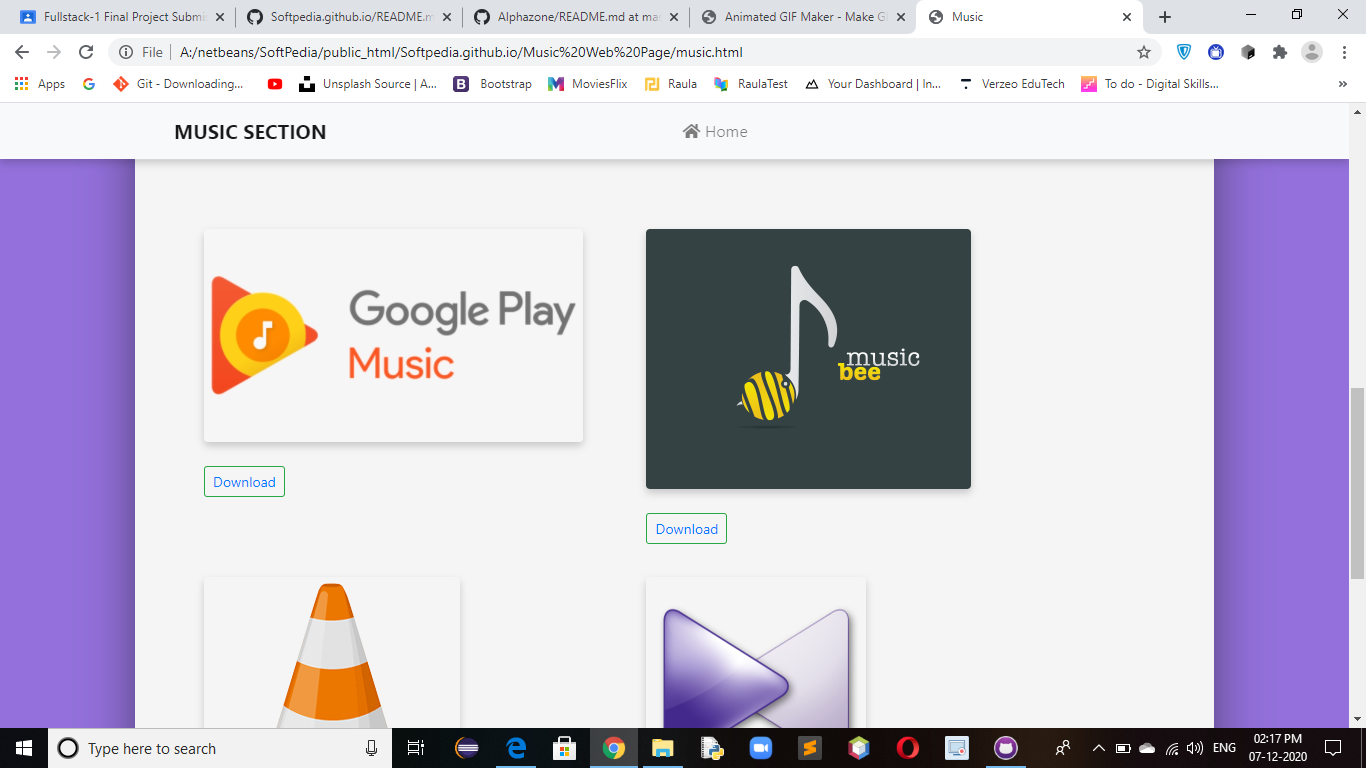 Fullstack-1 Final Project Submi
Softpedia.github.io/README.m
Alphazone/README.md at ma
Animated GIF Maker - Make G
Music
File
A:/netbeans/SoftPedia/public_html/Softpedia.github.io/Music%20Web%20Page/music.html
Apps
Git - Downloading...
Unsplash Source | A...
Bootstrap
MoviesFlix
Raula
RaulaTest
Your Dashboard | In...
Verzeo EduTech
To do - Digital Skills...
MUSIC SECTION
Home
Google Play
Music
music
bee
Download
Download
Type here to search
ENG
02:17 PM
07-12-2020